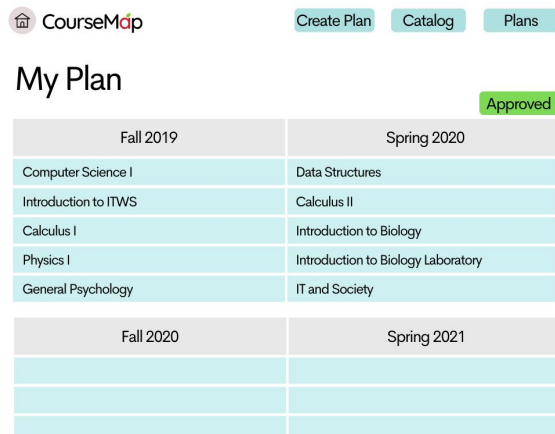 CourseMap Create Plan Catalog Plans
My Plan
Approved
Fall 2019 Spring 2020
Computer Science I Data Structures
Introduction to ITWS Calculus II
Calculus I Introduction to Biology
Physics I Introduction to Biology Laboratory
General Psychology IT and Society
Fall 2020 Spring 2021